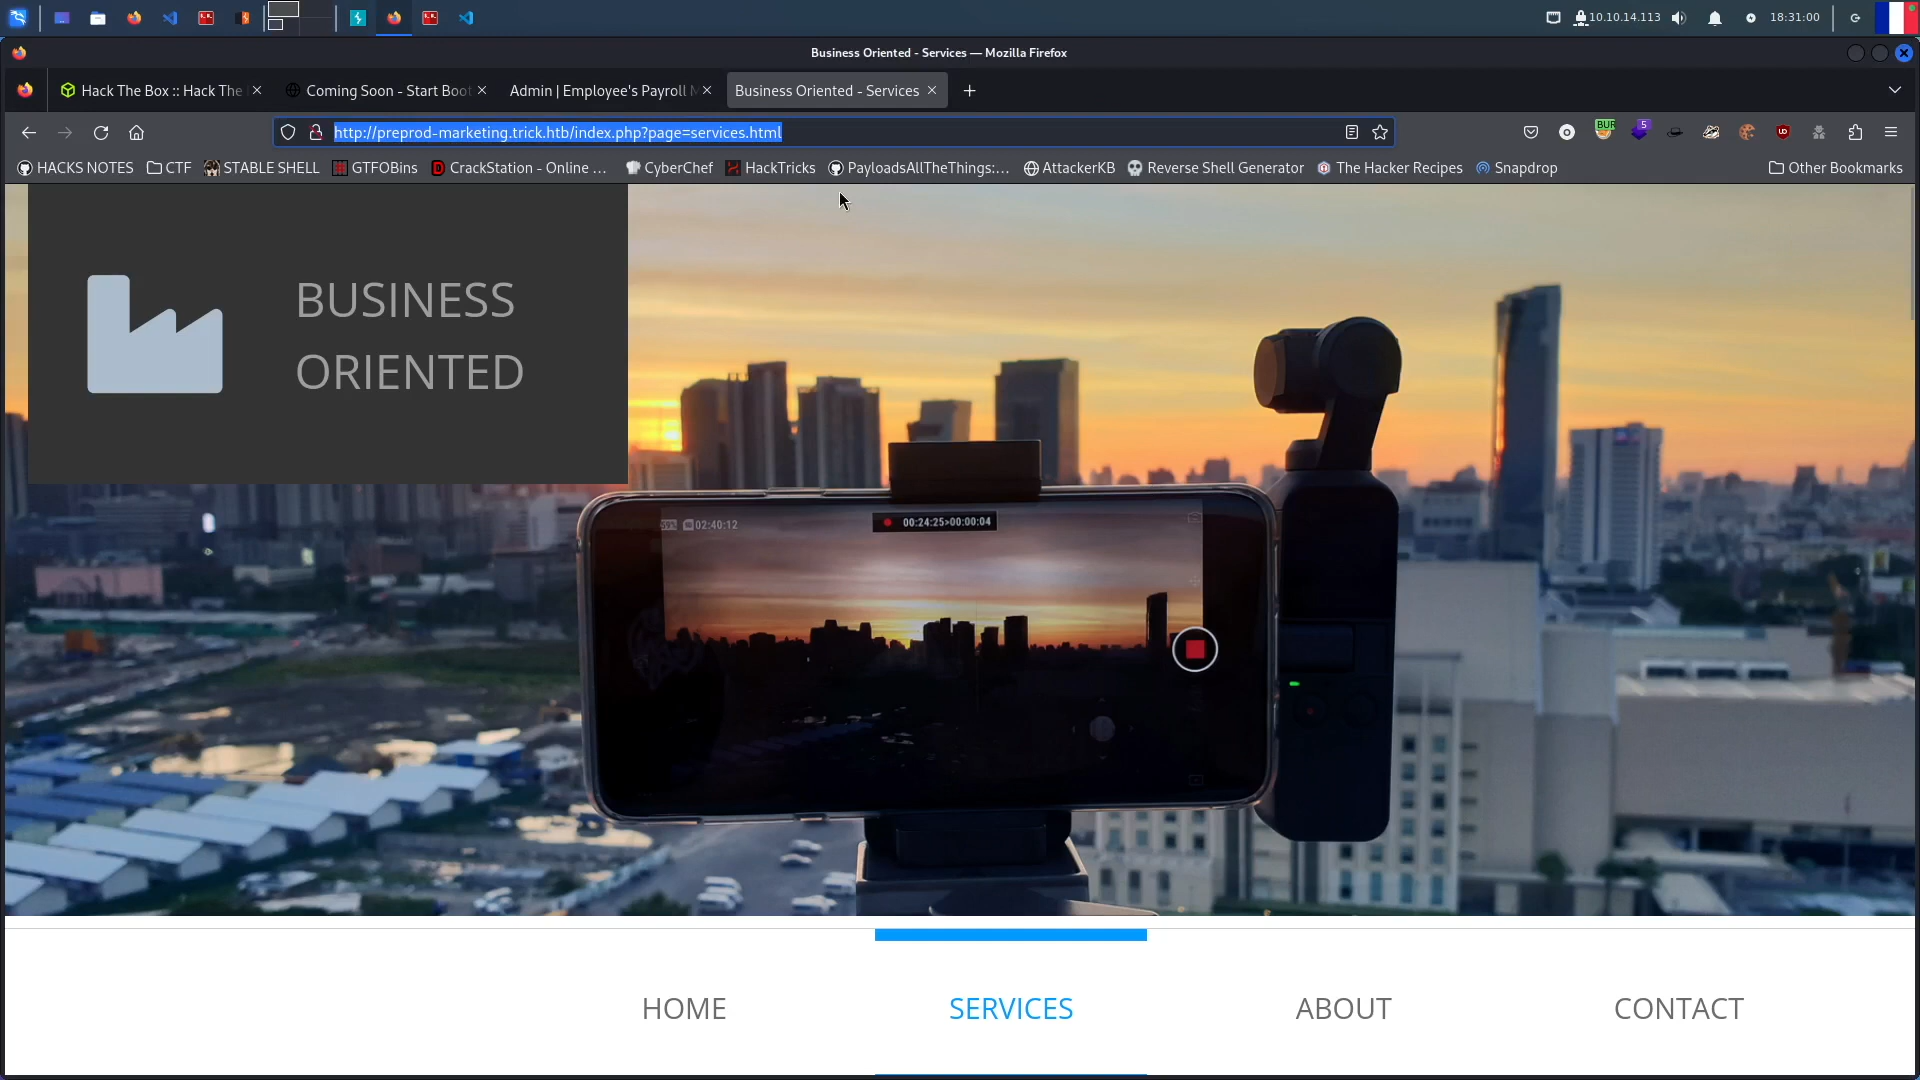 10.10.14.113
18:31:00
Business Oriented - Services — Mozilla Firefox
Hack The Box :: Hack The
Coming Soon - Start Boot
Admin | Employee's Payroll M
Business Oriented - Services
http://preprod-marketing.trick.htb/index.php?page=services.html
BUR
5
HACKS NOTES
CTF
STABLE SHELL
GTFOBins
CrackStation - Online ...
CyberChef
HackTricks
PayloadsAllTheThings:...
AttackerKB
Reverse Shell Generator
The Hacker Recipes
Snapdrop
Other Bookmarks
BUSINESS
ORIENTED
02:40:12
00:24:25>00:00:04
HOME
SERVICES
ABOUT
CONTACT